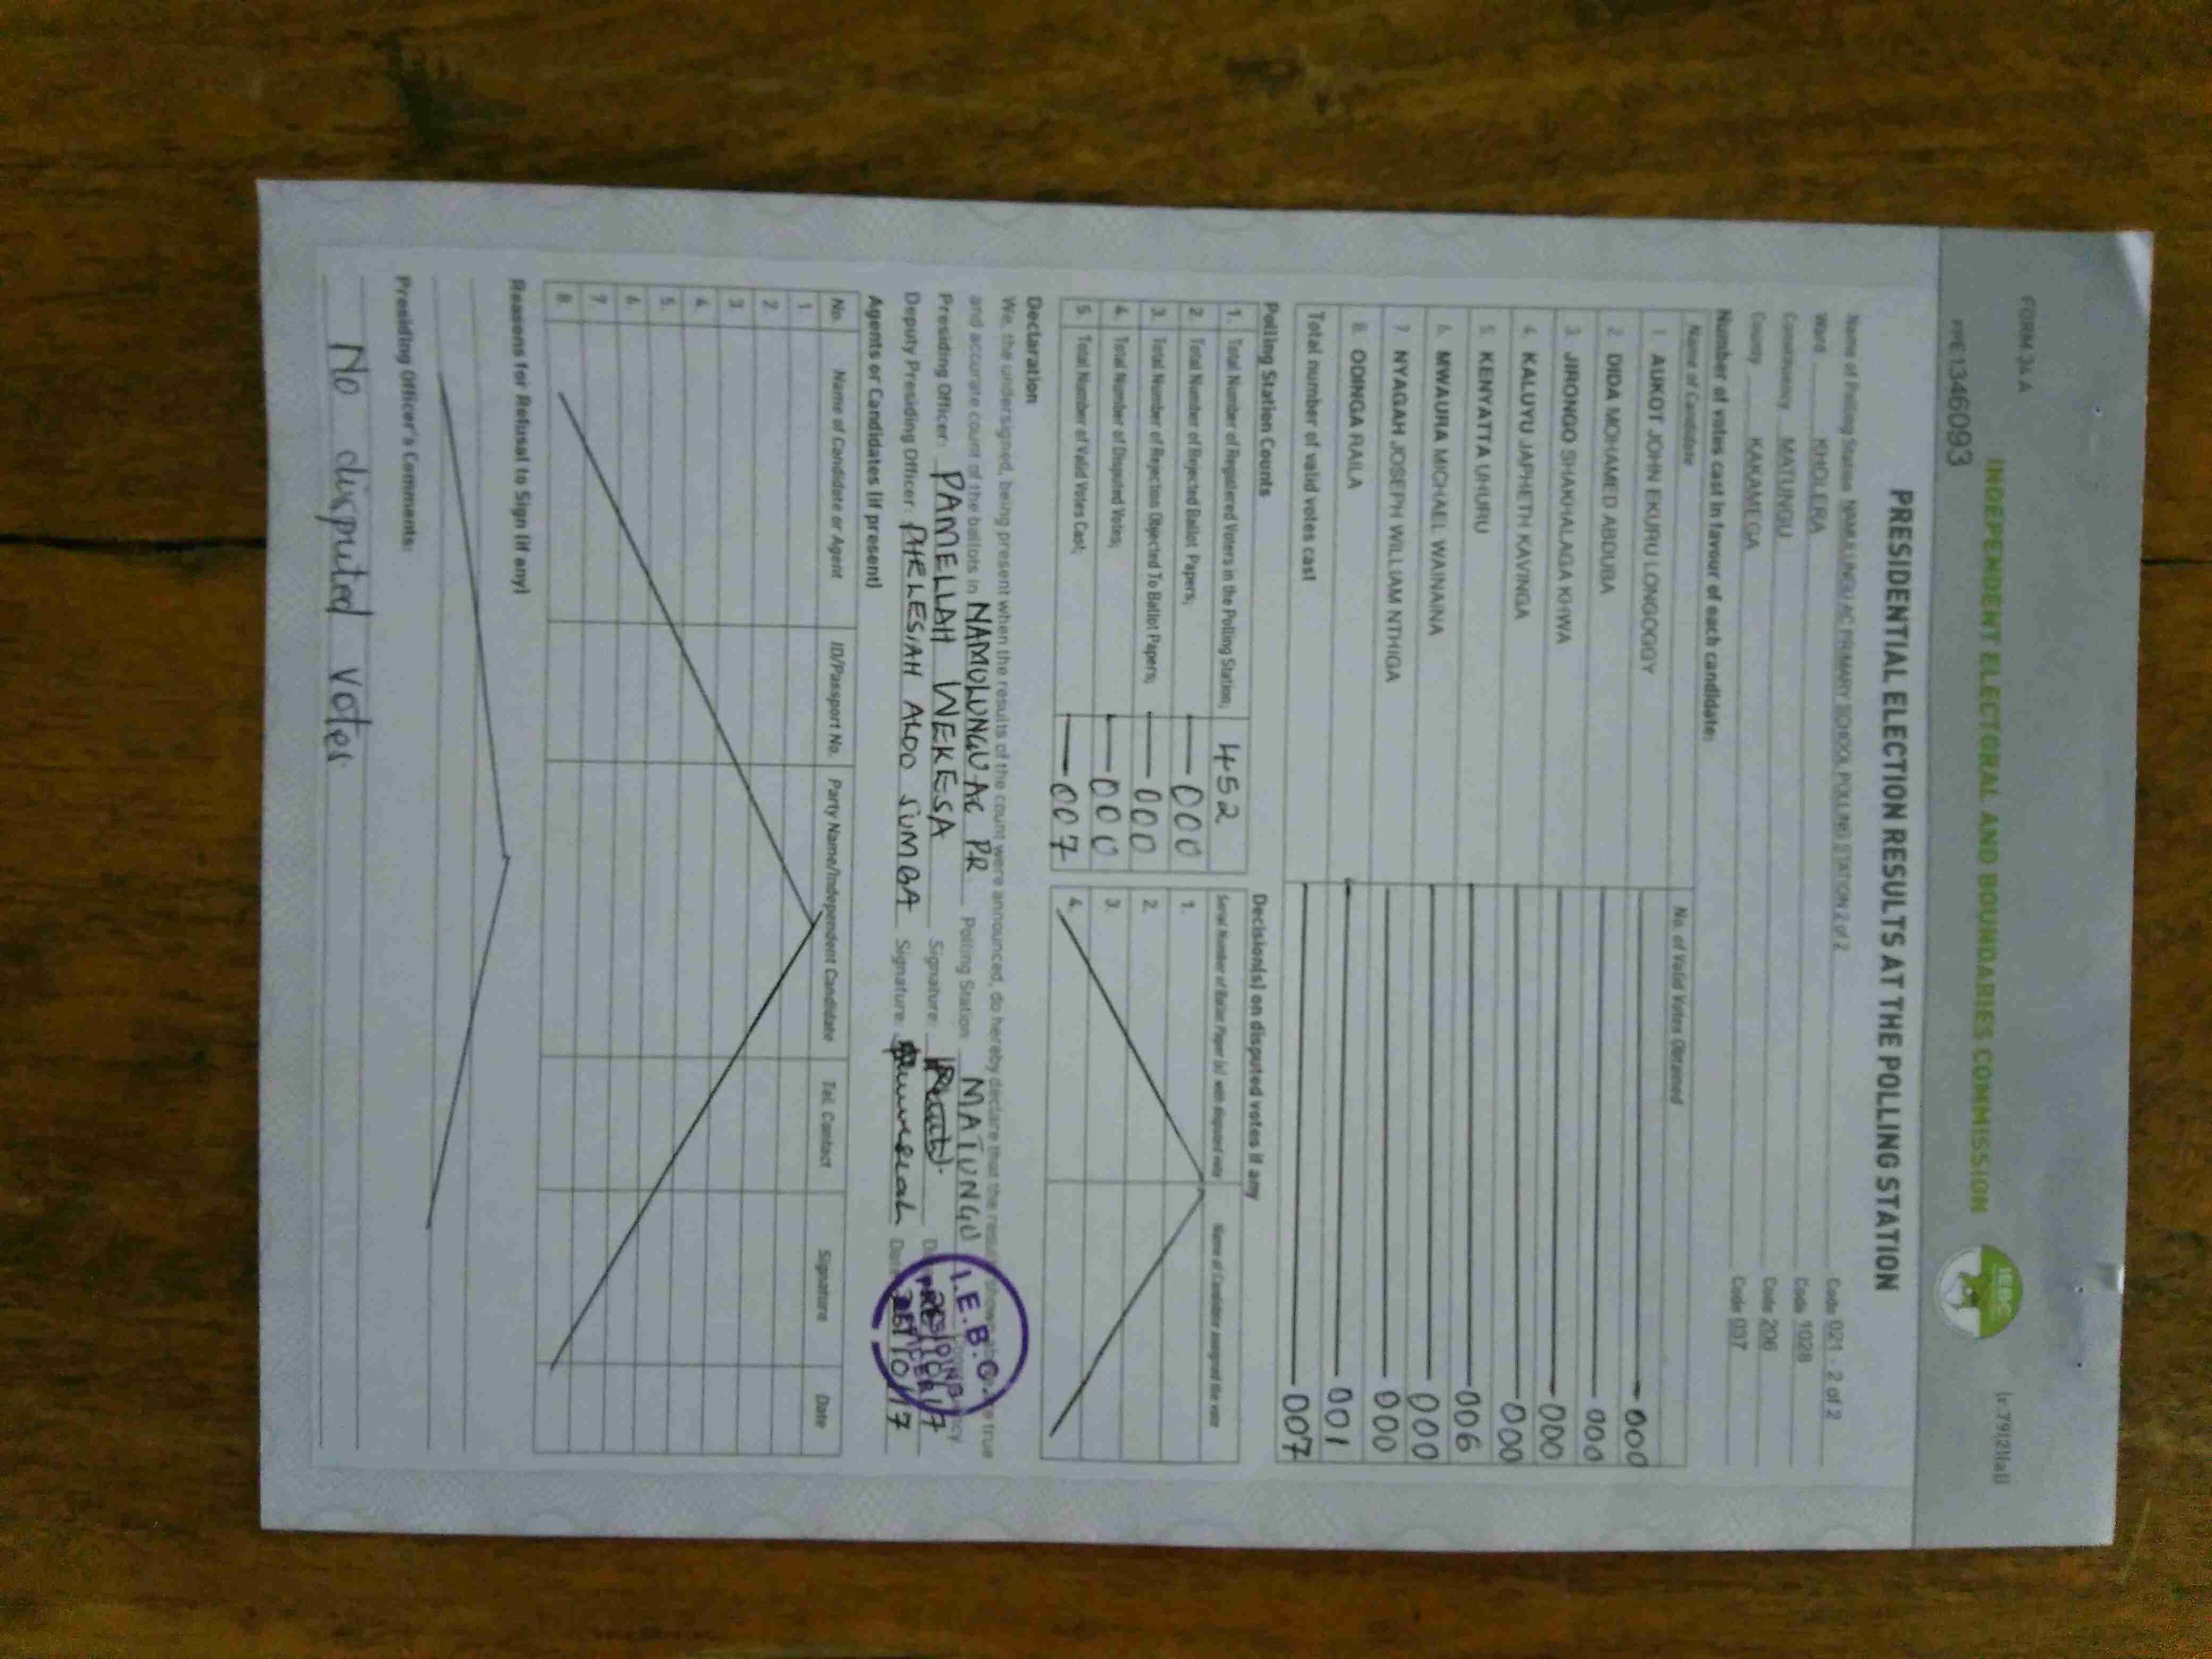 FORM 34 A
(r.79(2)(a))
INDEPENDENT ELECTORAL AND BOUNDARIES COMMISSION
IEBC
PPE 1346093
PRESIDENTIAL ELECTION RESULTS AT THE POLLING STATION
Name of Polling Station NAMULUNGU AC PRIMARY SCHOOL POLLING STATION 2 of 2 Code 021 - 2 of 2
Ward KHOLERA Code 1028
Constituency MATUNGU Code 206
County KAKAMEGA Code 037
Number of votes cast in favour of each candidate:
Name of Candidate No. of Valid Votes Obtained
1. AUKOT JOHN EKURU LONGOGGY 000
2. DIDA MOHAMED ABDUBA 000
3. JIRONGO SHAKHALAGA KHWA 000
4. KALUYU JAPHETH KAVINGA 000
5. KENYATTA UHURU 006
6. MWAURA MICHAEL WAINAINA 000
7. NYAGAH JOSEPH WILLIAM NTHIGA 000
8. ODINGA RAILA 001
Total number of valid votes cast 007
Polling Station Counts
1. Total Number of Registered Voters in the Polling Station; 452
2. Total Number of Rejected Ballot Papers; 000
3. Total Number of Rejection Objected To Ballot Papers; 000
4. Total Number of Disputed Votes; 000
5. Total Number of Valid Votes Cast; 007
Decision(s) on disputed votes if any
Serial Number of Ballot Paper (s) with disputed vote Name of Candidate assigned the vote
1.
2.
3.
4.
Declaration
We, the undersigned, being present when the results of the count were announced, do hereby declare that the results shown above are true
and accurate count of the ballots in NAMULUNGU AC PR Polling Station MATUNGU
Presiding Officer: PAMELLAH WEKESA Signature: 26/10/17
Deputy Presiding Officer: Signature: Date 26/10/17
I.E.B.C.
PRESIDING
OFFICER
Agents or Candidates (if present)
No. Name of Candidate or Agent ID/Passport No. Party Name/Independent Candidate Tel. Contact Signature Date
1
2
3.
4.
5.
6.
7.
8.
Reasons for Refusal to Sign (if any)
Presiding Officer's Comments:
No disputed votes